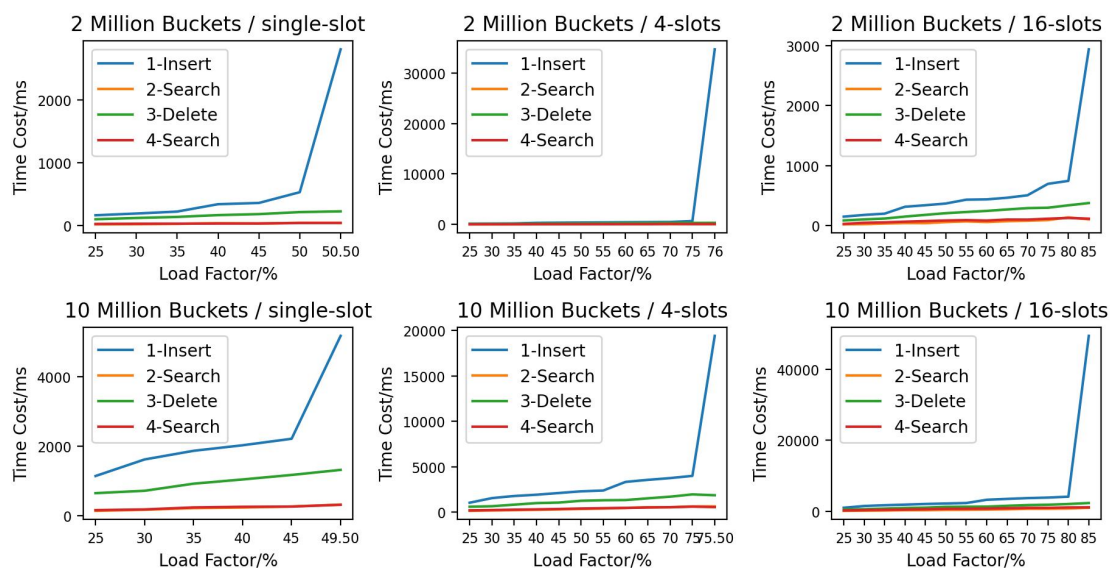 2 Million Buckets / single-slot
Time Cost/ms
2000
1000
0
1-Insert
2-Search
3-Delete
4-Search
25 30 35 40 45 50 50.50
Load Factor/%
2 Million Buckets / 4-slots
Time Cost/ms
30000
20000
10000
0
1-Insert
2-Search
3-Delete
4-Search
25 30 35 40 45 50 55 60 65 70 75 76
Load Factor/%
2 Million Buckets / 16-slots
Time Cost/ms
3000
2000
1000
0
1-Insert
2-Search
3-Delete
4-Search
25 30 35 40 45 50 55 60 65 70 75 80 85
Load Factor/%
10 Million Buckets / single-slot
Time Cost/ms
4000
2000
0
1-Insert
2-Search
3-Delete
4-Search
25 30 35 40 45 49.50
Load Factor/%
10 Million Buckets / 4-slots
Time Cost/ms
20000
15000
10000
5000
0
1-Insert
2-Search
3-Delete
4-Search
25 30 35 40 45 50 55 60 65 70 75 75.50
Load Factor/%
10 Million Buckets / 16-slots
Time Cost/ms
40000
20000
0
1-Insert
2-Search
3-Delete
4-Search
25 30 35 40 45 50 55 60 65 70 75 80 85
Load Factor/%